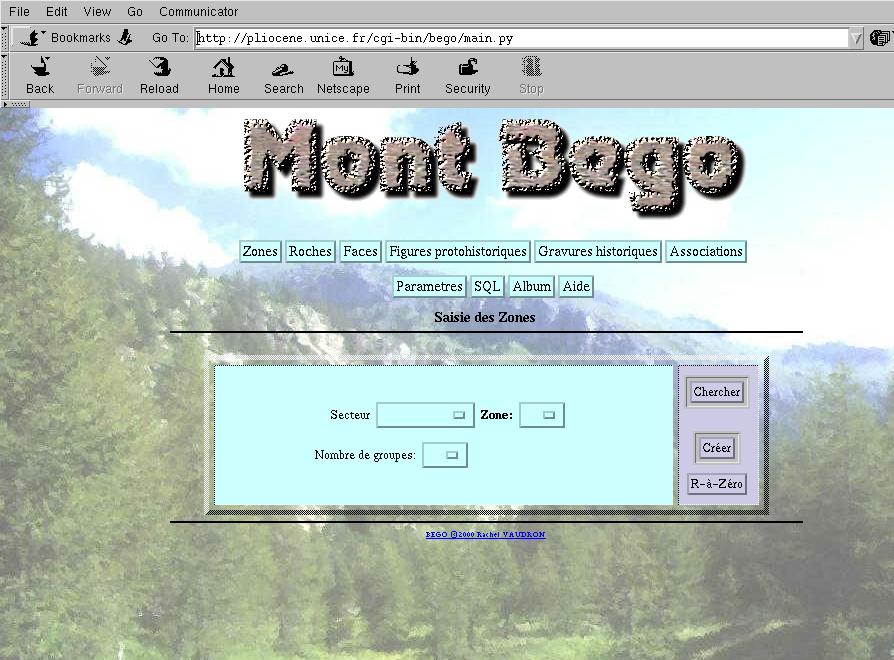 File Edit View Go Communicator
Bookmarks Go To: http://pliocene.unice.fr/cgi-bin/bego/main.py
Back Forward Reload Home Search Netscape Print Security Stop
My
Mont Bego
Zones Roches Faces Figures protohistoriques Gravures historiques Associations
Parametres SQL Album Aide
Saisie des Zones
Chercher
Secteur Zone:
Créer
Nombre de groupes:
R-à-Zéro
BEGO ©2000 Rachel VAUDRON